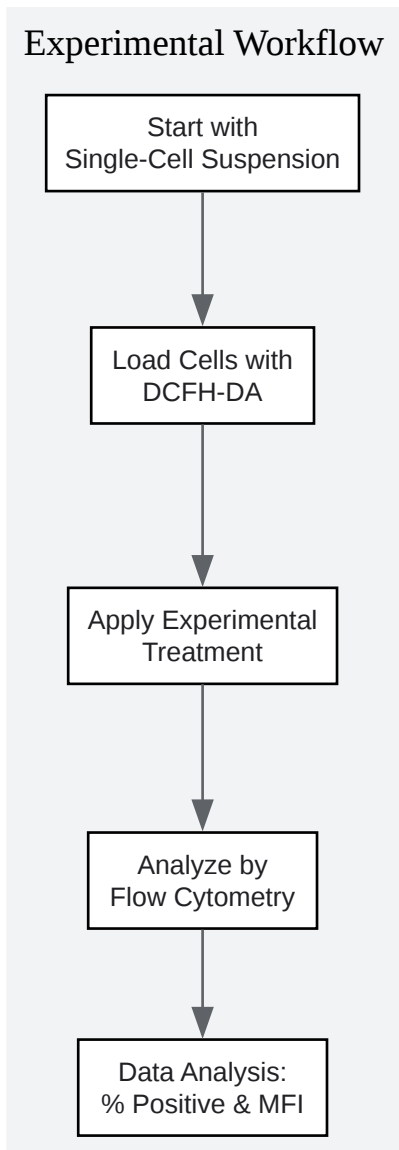 Experimental Workflow
Start with
Single-Cell Suspension
Load Cells with
DCFH-DA
Apply Experimental
Treatment
Analyze by
Flow Cytometry
Data Analysis:
% Positive & MFI